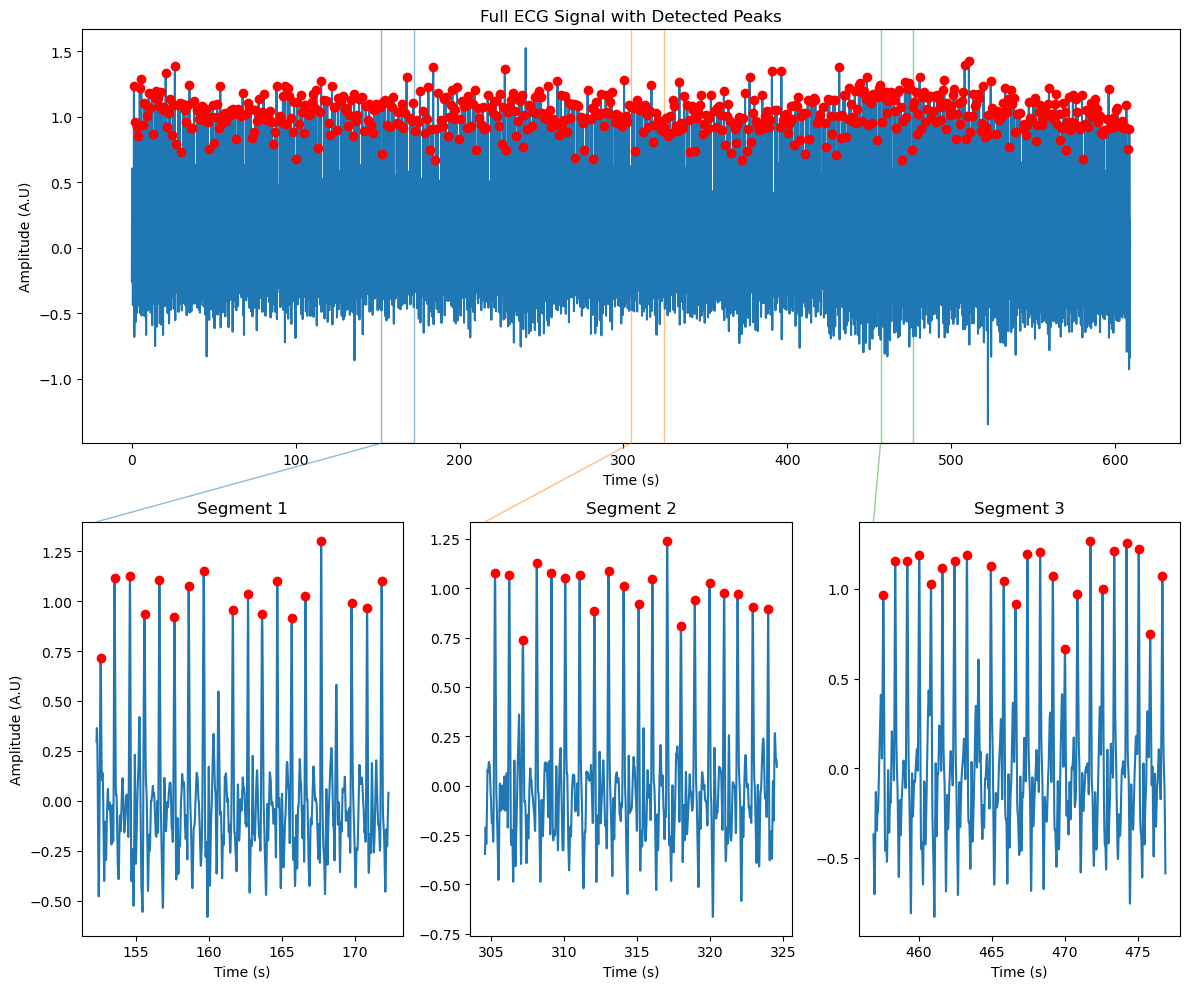 Full ECG Signal with Detected Peaks
Amplitude (A.U)
1.5
1.0
0.5
0.0
−0.5
−1.0
0 100 200 300 400 500 600
Time (s)
Segment 1
Amplitude (A.U)
1.25
1.00
0.75
0.50
0.25
0.00
−0.25
−0.50
155 160 165 170
Time (s)
Segment 2
1.25
1.00
0.75
0.50
0.25
0.00
−0.25
−0.50
−0.75
305 310 315 320 325
Time (s)
Segment 3
1.0
0.5
0.0
−0.5
460 465 470 475
Time (s)